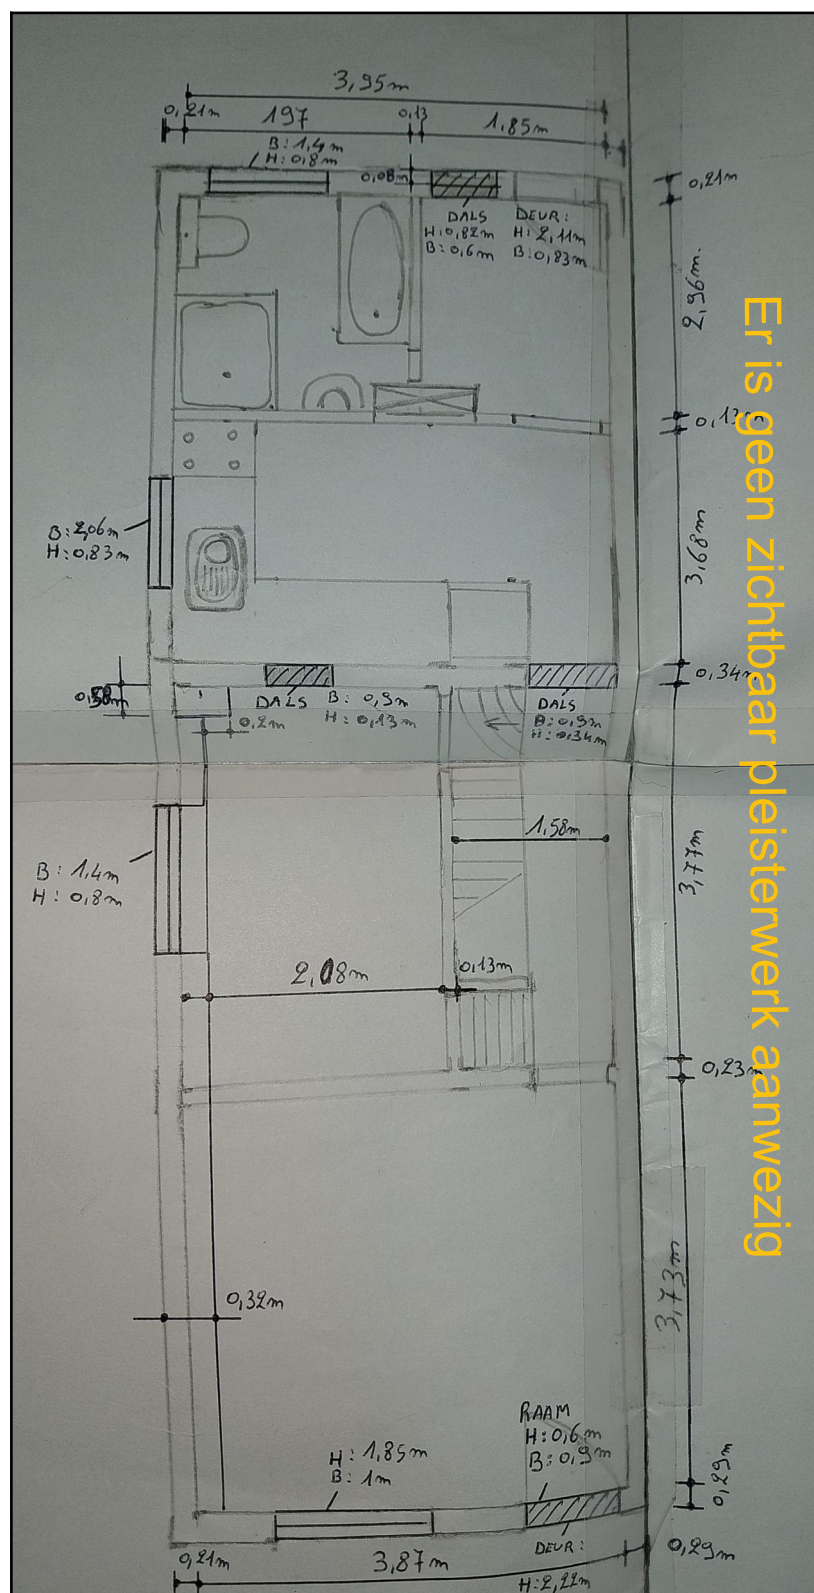 3,95m
0,21m
197
0,13
1,85m
B: 1,4m
H: 0,8m
0,08m
0,21m
DALS
H: 0,82m
B: 0,6m
DEUR:
H: 2,11m
B: 0,83m
2,96m.
Er is geen zichtbaar pleisterwerk aanwezig
0,13m
B: 2,06m
H: 0,83m
3,68m
0,34m
DALS
B: 0,9m
H: 0,13m
0,2m
DALS
B: 0,9m
H: 0,34m
1,58m
3,77m
B: 1,4m
H: 0,8m
2,08m
0,13m
0,23m
3,73m
0,32m
RAAM
H: 0,6m
B: 0,9m
H: 1,85m
B: 1m
0,29m
DEUR:
H: 2,22m
0,21m
3,87m
0,29m